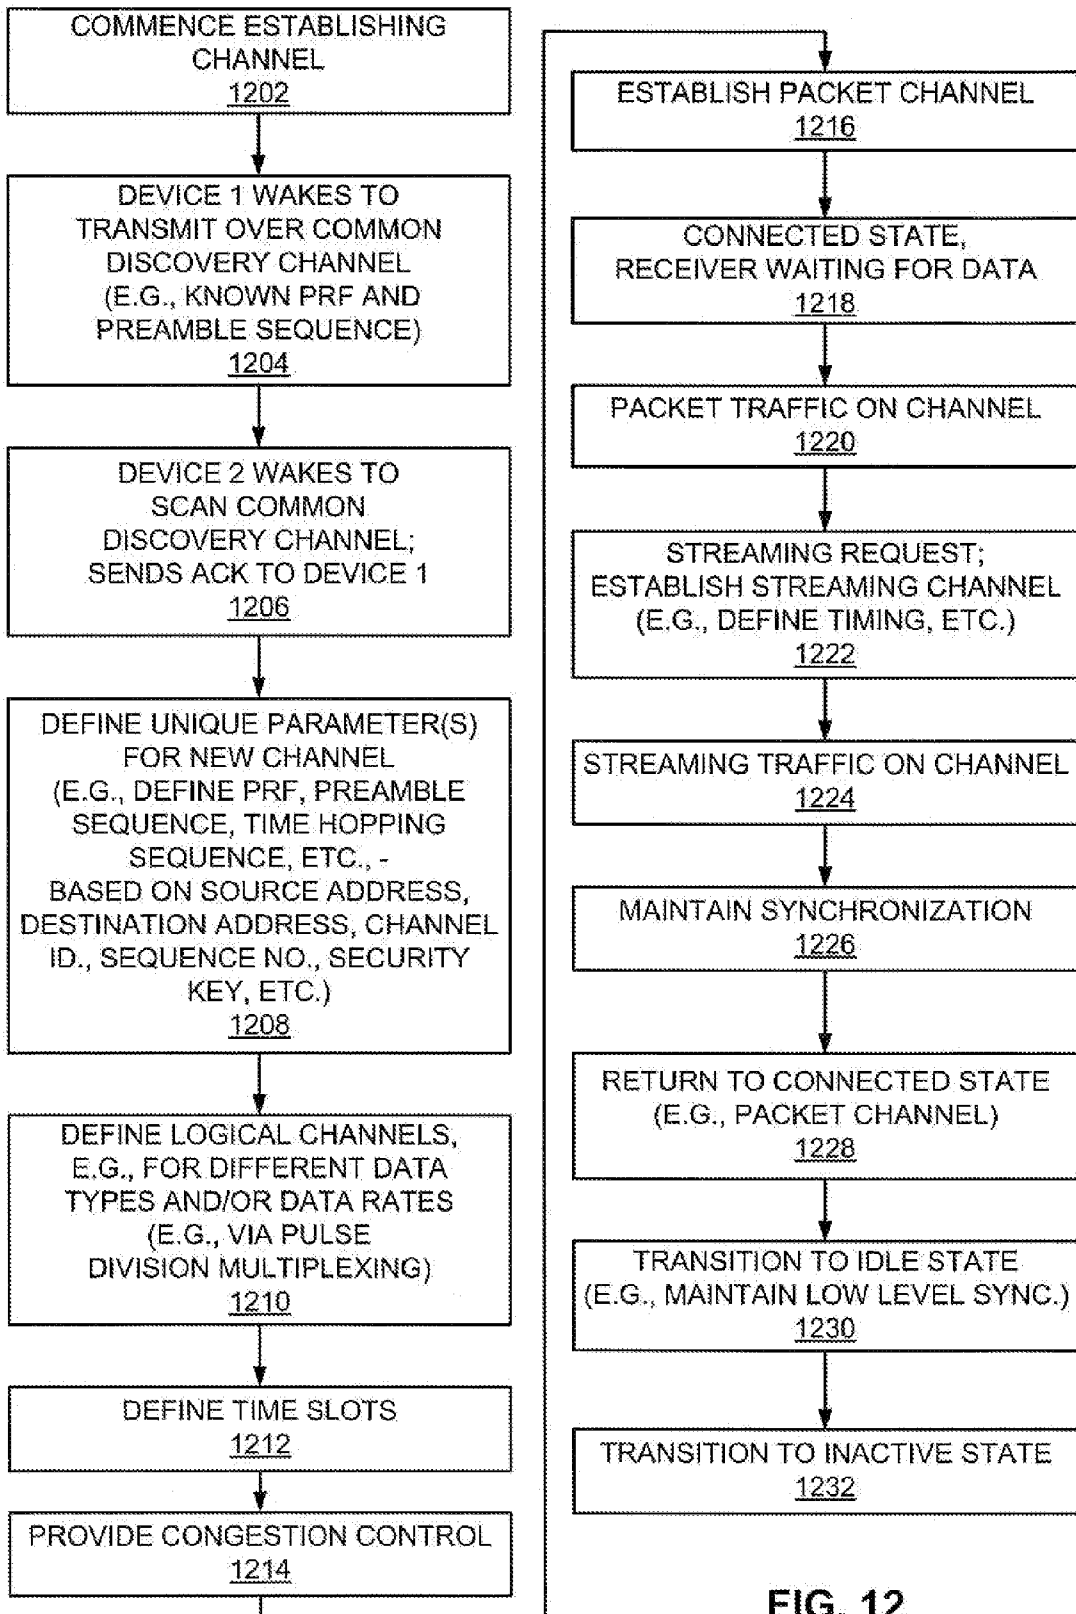 COMMENCE ESTABLISHING
CHANNEL
1202
DEVICE 1 WAKES TO
TRANSMIT OVER COMMON
DISCOVERY CHANNEL
(E.G., KNOWN PRF AND
PREAMBLE SEQUENCE)
1204
DEVICE 2 WAKES TO
SCAN COMMON
DISCOVERY CHANNEL;
SENDS ACK TO DEVICE 1
1206
DEFINE UNIQUE PARAMETER(S)
FOR NEW CHANNEL
(E.G., DEFINE PRF, PREAMBLE
SEQUENCE, TIME HOPPING
SEQUENCE, ETC., -
BASED ON SOURCE ADDRESS,
DESTINATION ADDRESS, CHANNEL
ID., SEQUENCE NO., SECURITY
KEY, ETC.)
1208
DEFINE LOGICAL CHANNELS,
E.G., FOR DIFFERENT DATA
TYPES AND/OR DATA RATES
(E.G., VIA PULSE
DIVISION MULTIPLEXING)
1210
DEFINE TIME SLOTS
1212
PROVIDE CONGESTION CONTROL
1214
ESTABLISH PACKET CHANNEL
1216
CONNECTED STATE,
RECEIVER WAITING FOR DATA
1218
PACKET TRAFFIC ON CHANNEL
1220
STREAMING REQUEST;
ESTABLISH STREAMING CHANNEL
(E.G., DEFINE TIMING, ETC.)
1222
STREAMING TRAFFIC ON CHANNEL
1224
MAINTAIN SYNCHRONIZATION
1226
RETURN TO CONNECTED STATE
(E.G., PACKET CHANNEL)
1228
TRANSITION TO IDLE STATE
(E.G., MAINTAIN LOW LEVEL SYNC.)
1230
TRANSITION TO INACTIVE STATE
1232
FIG. 12